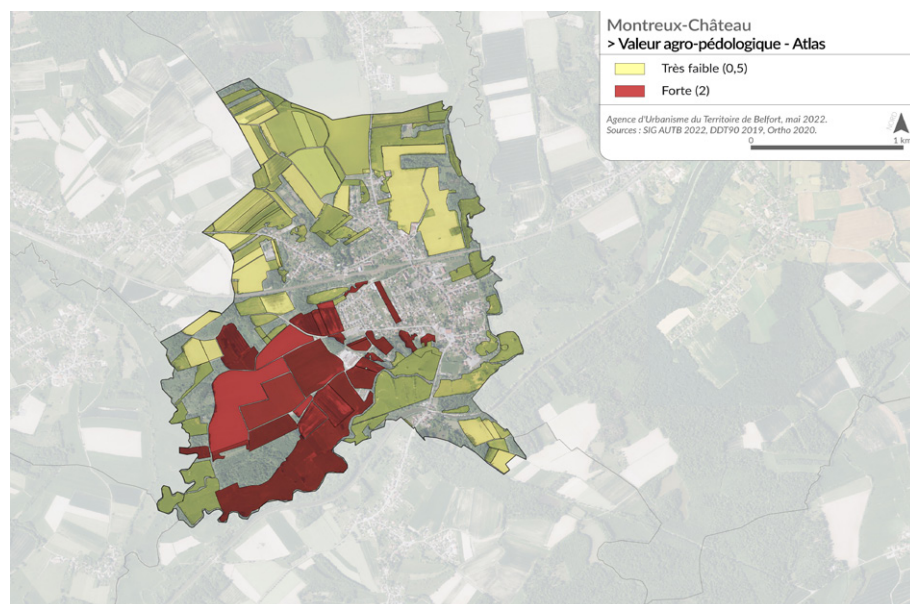 Montreux-Château
> Valeur agro-pédologique - Atlas
Très faible (0,5)
Forte (2)
Agence d'Urbanisme du Territoire de Belfort, mai 2022.
Sources : SIG AUTB 2022, DDT90 2019, Ortho 2020.
0
1 km